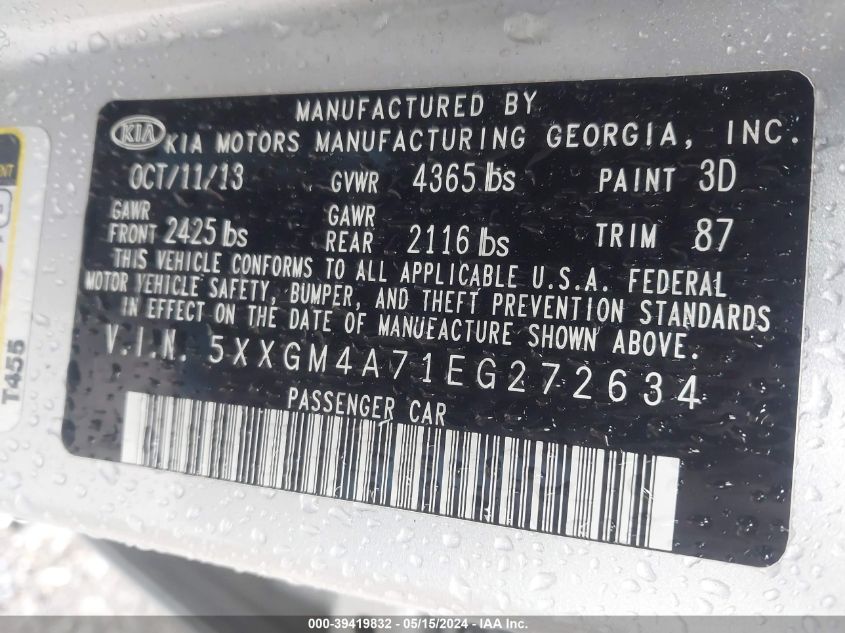 MANUFACTURED BY
KIA KIA MOTORS MANUFACTURING GEORGIA, INC.
OCT/11/13 GVWR 4365 lbs PAINT 3D
GAWR FRONT 2425 lbs GAWR REAR 2116 lbs TRIM 87
THIS VEHICLE CONFORMS TO ALL APPLICABLE U.S.A. FEDERAL
MOTOR VEHICLE SAFETY, BUMPER, AND THEFT PREVENTION STANDARDS
IN EFFECT ON THE DATE OF MANUFACTURE SHOWN ABOVE.
V.I.N. 5XXGM4A71EG272634
PASSENGER CAR
T455
000-39419832 - 05/15/2024 - IAA, Inc.